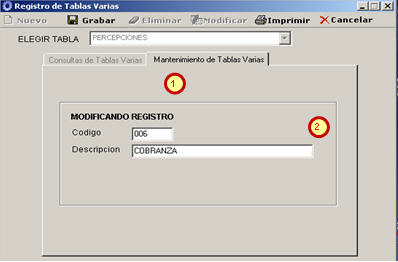 Registro de Tablas Varias
Nuevo Grabar Eliminar Modificar Imprimir Cancelar
ELEGIR TABLA PERCEPCIONES
Consultas de Tablas Varias Mantenimiento de Tablas Varias
1
MODIFICANDO REGISTRO
2
Codigo 006
Descripcion COBRANZA